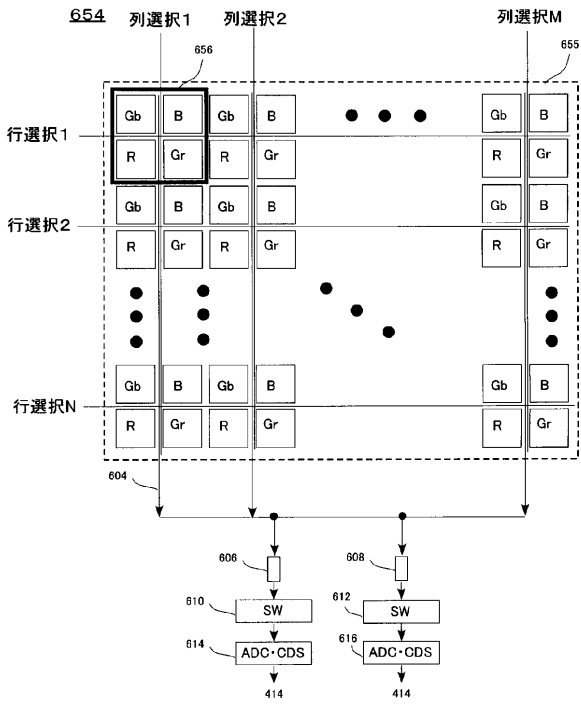 654
列選択1 列選択2 列選択M
656
655
Gb B Gb B Gb B
行選択1
R Gr R Gr R Gr
Gb B Gb B Gb B
行選択2
R Gr R Gr R Gr
Gb B Gb B Gb B
行選択N
R Gr R Gr R Gr
604
606 608
610 SW 612 SW
614 ADC・CDS 616 ADC・CDS
414 414